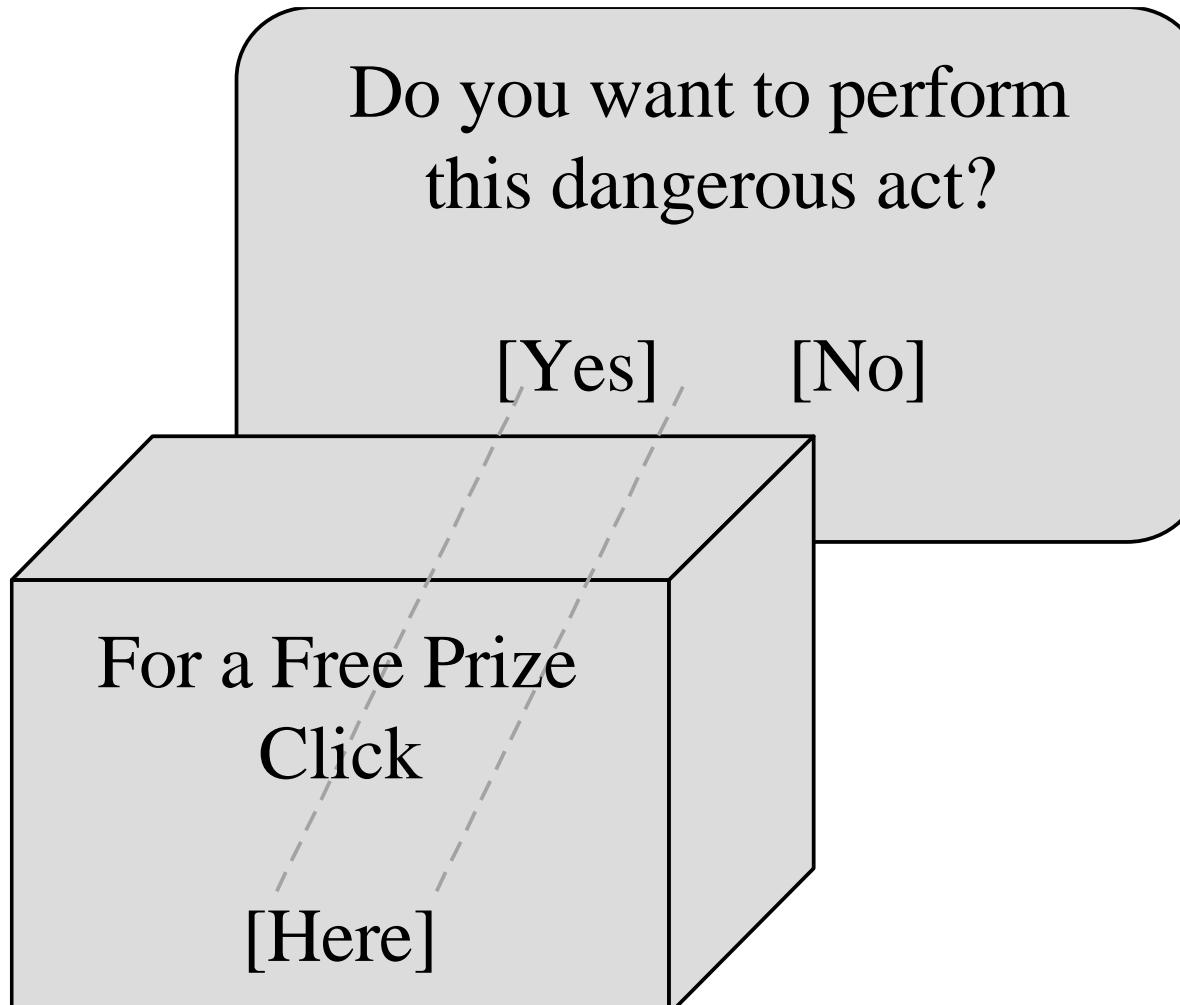 Do you want to perform
this dangerous act?
[Yes] [No]
For a Free Prize
Click
[Here]